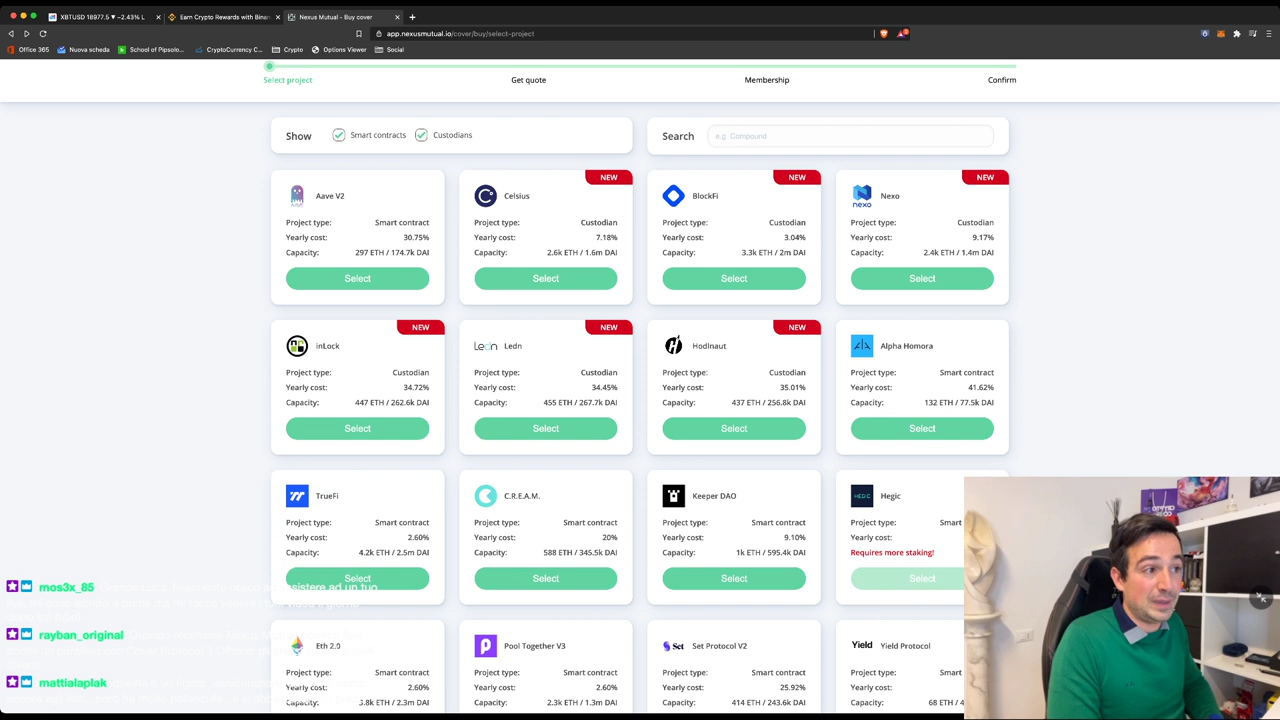 XBTUSD 18977.5 ▼ −2.43% L
Earn Crypto Rewards with Binan
Nexus Mutual - Buy cover
app.nexusmutual.io/cover/buy/select-project
Office 365
Nuova scheda
School of Pipsolo...
CryptoCurrency C...
Crypto
Options Viewer
Social
Select project
Get quote
Membership
Confirm
Show
Smart contracts
Custodians
Search
e.g. Compound
Aave V2
Project type: Smart contract
Yearly cost: 30.75%
Capacity: 297 ETH / 174.7k DAI
Select
NEW
Celsius
Project type: Custodian
Yearly cost: 7.18%
Capacity: 2.6k ETH / 1.6m DAI
Select
NEW
BlockFi
Project type: Custodian
Yearly cost: 3.04%
Capacity: 3.3k ETH / 2m DAI
Select
NEW
nexo
Nexo
Project type: Custodian
Yearly cost: 9.17%
Capacity: 2.4k ETH / 1.4m DAI
Select
NEW
inLock
Project type: Custodian
Yearly cost: 34.72%
Capacity: 447 ETH / 262.6k DAI
Select
NEW
Ledn
Ledn
Project type: Custodian
Yearly cost: 34.45%
Capacity: 455 ETH / 267.7k DAI
Select
NEW
Hodlnaut
Project type: Custodian
Yearly cost: 35.01%
Capacity: 437 ETH / 256.8k DAI
Select
Alpha Homora
Project type: Smart contract
Yearly cost: 41.62%
Capacity: 132 ETH / 77.5k DAI
Select
TrueFi
Project type: Smart contract
Yearly cost: 2.60%
Capacity: 4.2k ETH / 2.5m DAI
Select
C.R.E.A.M.
Project type: Smart contract
Yearly cost: 20%
Capacity: 588 ETH / 345.5k DAI
Select
Keeper DAO
Project type: Smart contract
Yearly cost: 9.10%
Capacity: 1k ETH / 595.4k DAI
Select
HEGIC
Hegic
Project type: Sm
Yearly cost:
Requires more staking!
Select
Eth 2.0
Project type: Smart contract
Yearly cost: 2.60%
3.8k ETH / 2.3m DAI
Pool Together V3
Project type: Smart contract
Yearly cost: 2.60%
Capacity: 2.3k ETH / 1.3m DAI
Set
Set Protocol V2
Project type: Smart contract
Yearly cost: 25.92%
Capacity: 414 ETH / 243.6k DAI
Yield
Yield Protocol
Project type:
Yearly cost:
Capacity: 68 ETH /
mos3x_85
rayban_original
mattialaplak